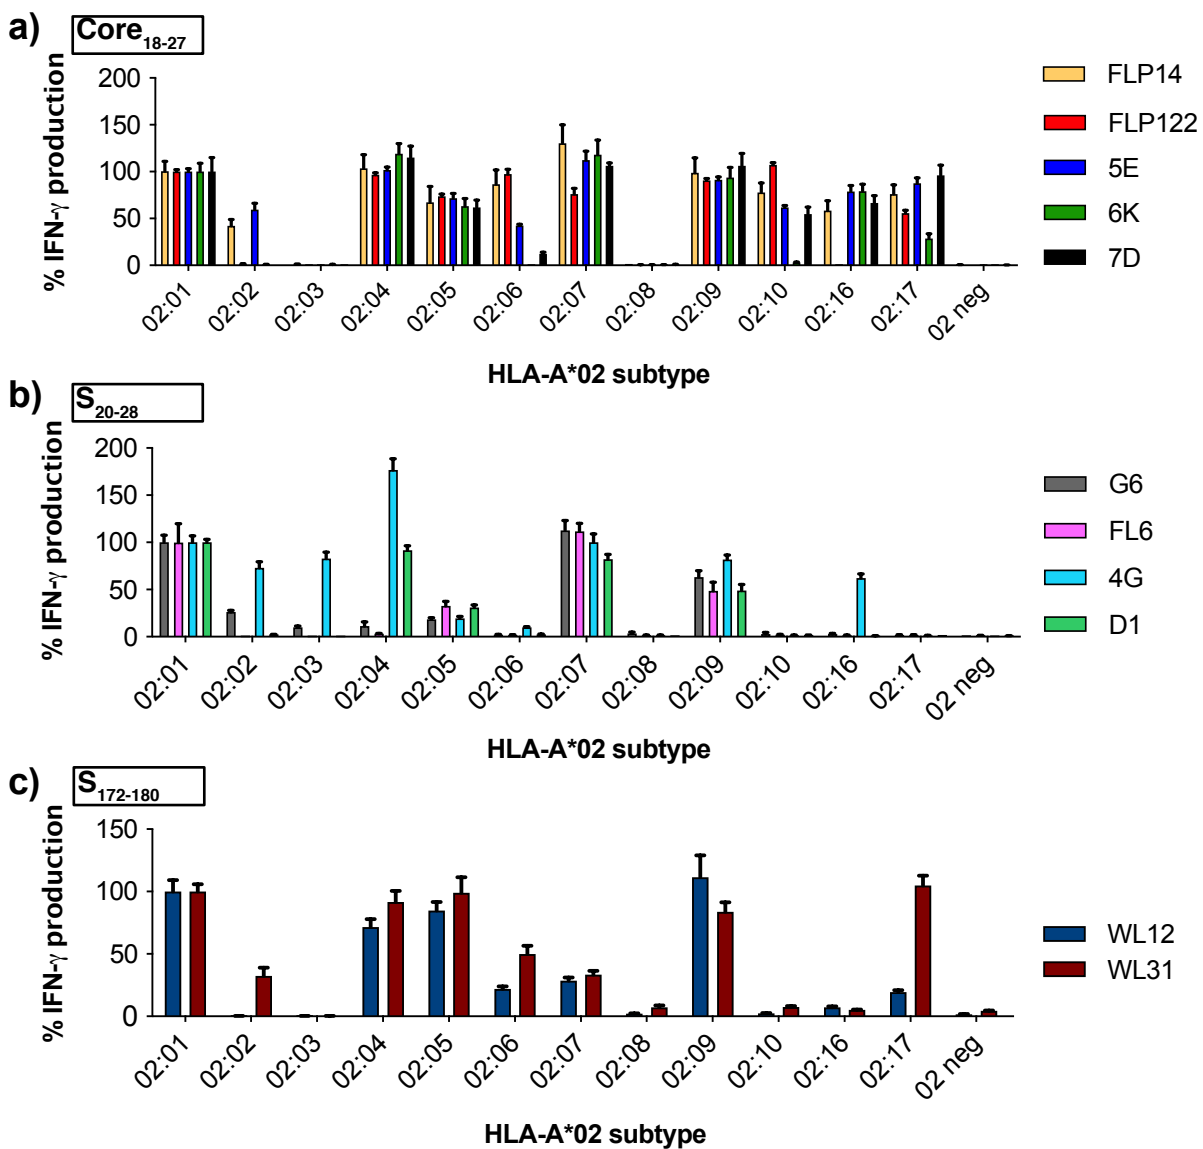 a)
Core18-27
% IFN-γ production
200
150
100
50
0
02:01 02:02 02:03 02:04 02:05 02:06 02:07 02:08 02:09 02:10 02:16 02:17 02 neg
HLA-A*02 subtype
FLP14
FLP122
5E
6K
7D
b)
S20-28
% IFN-γ production
200
150
100
50
0
02:01 02:02 02:03 02:04 02:05 02:06 02:07 02:08 02:09 02:10 02:16 02:17 02 neg
HLA-A*02 subtype
G6
FL6
4G
D1
c)
S172-180
% IFN-γ production
150
100
50
0
02:01 02:02 02:03 02:04 02:05 02:06 02:07 02:08 02:09 02:10 02:16 02:17 02 neg
HLA-A*02 subtype
WL12
WL31